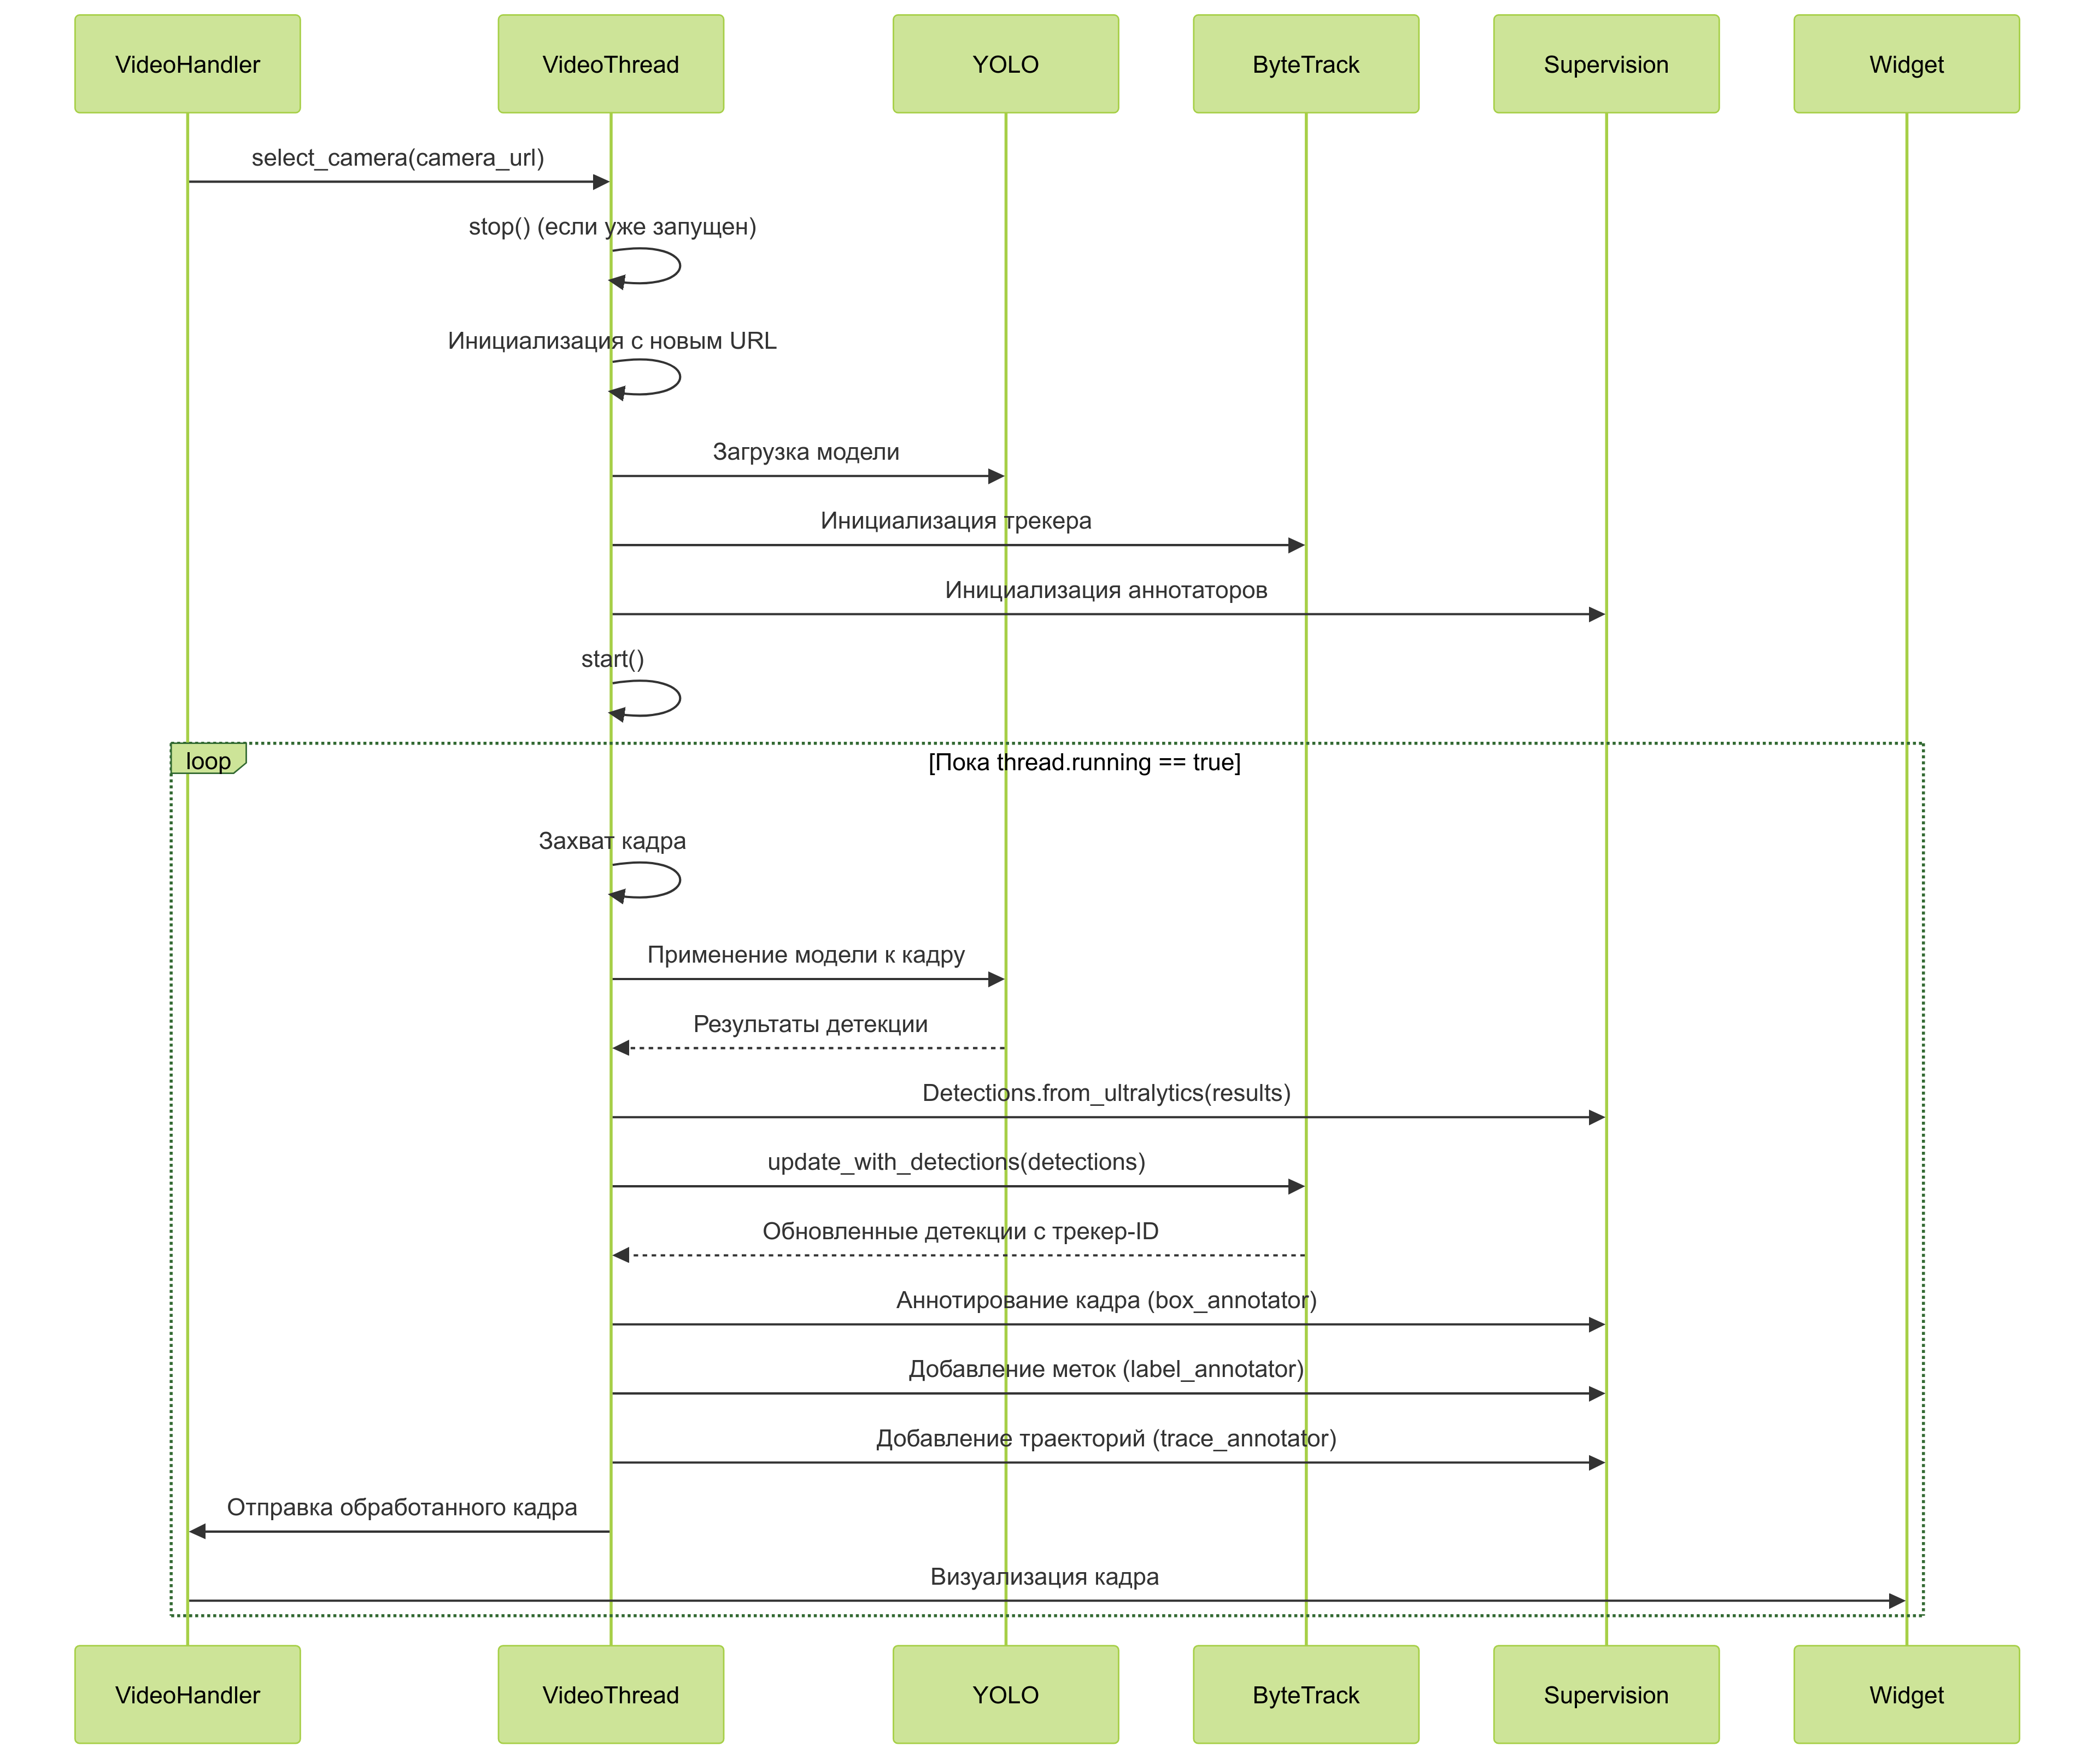 VideoHandler
VideoThread
YOLO
ByteTrack
Supervision
Widget
select_camera(camera_url)
stop() (если уже запущен)
Инициализация с новым URL
Загрузка модели
Инициализация трекера
Инициализация аннотаторов
start()
loop
[Пока thread.running == true]
Захват кадра
Применение модели к кадру
Результаты детекции
Detections.from_ultralytics(results)
update_with_detections(detections)
Обновленные детекции с трекер-ID
Аннотирование кадра (box_annotator)
Добавление меток (label_annotator)
Добавление траекторий (trace_annotator)
Отправка обработанного кадра
Визуализация кадра
VideoHandler
VideoThread
YOLO
ByteTrack
Supervision
Widget